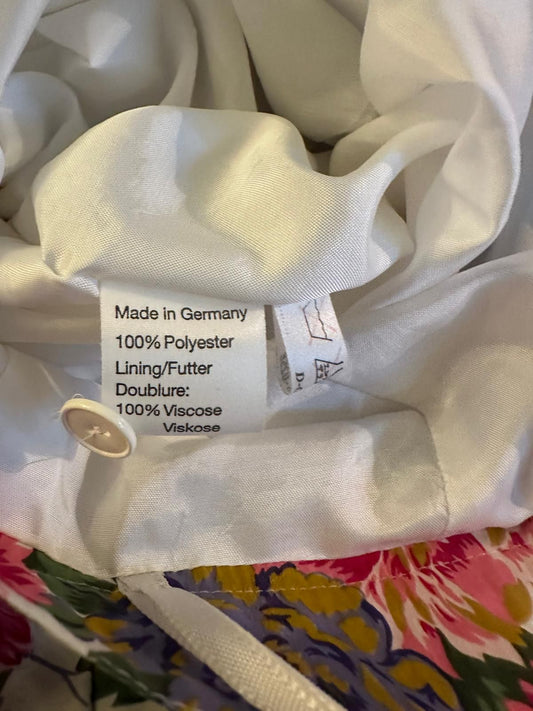 Made in Germany
100% Polyester
Lining/Futter
Doublure:
100% Viscose
Viskose